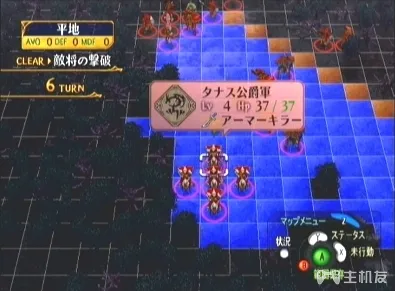 平地
AVO 0 DEF 0 MDF 0
CLEAR▶敵将の撃破
6 TURN
タナス公爵軍
Lv 4 HP 37 / 37
アーマーキラー
マップメニュー Z
Y ステータス
状況
A
X 未行動
B
主机友